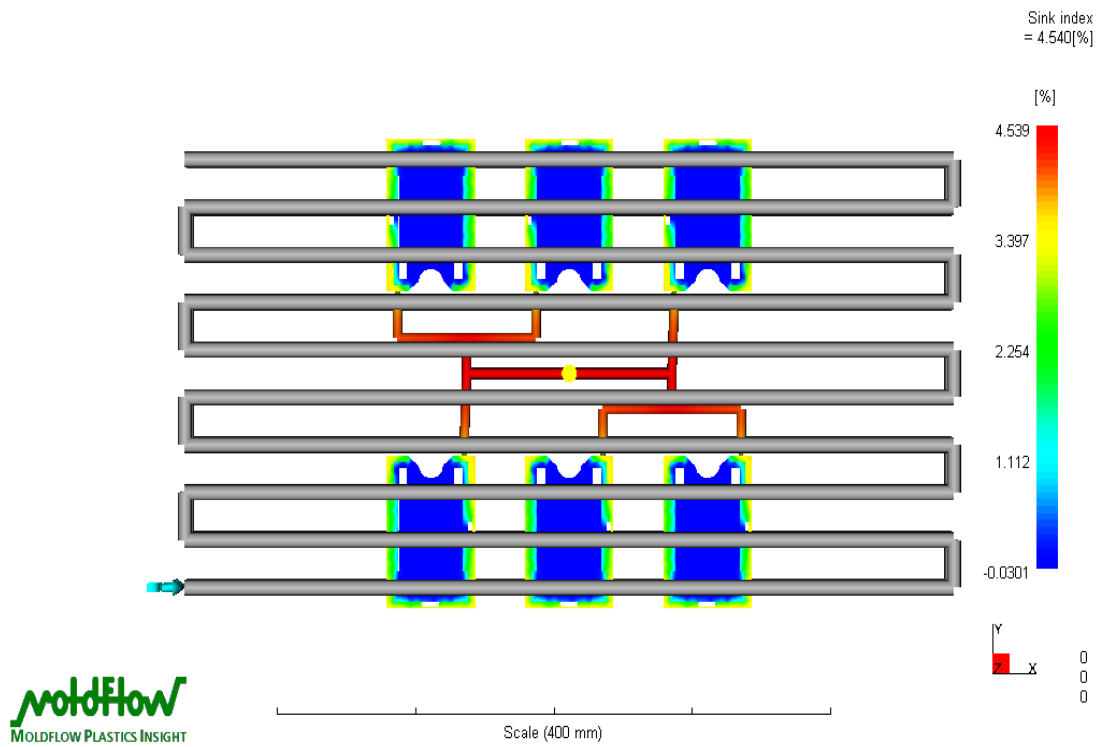 Sink index
= 4.540[%]
[%]
4.539
3.397
2.254
1.112
-0.0301
Y
Z X
0
0
0
moldflow
MOLDFLOW PLASTICS INSIGHT
Scale (400 mm)